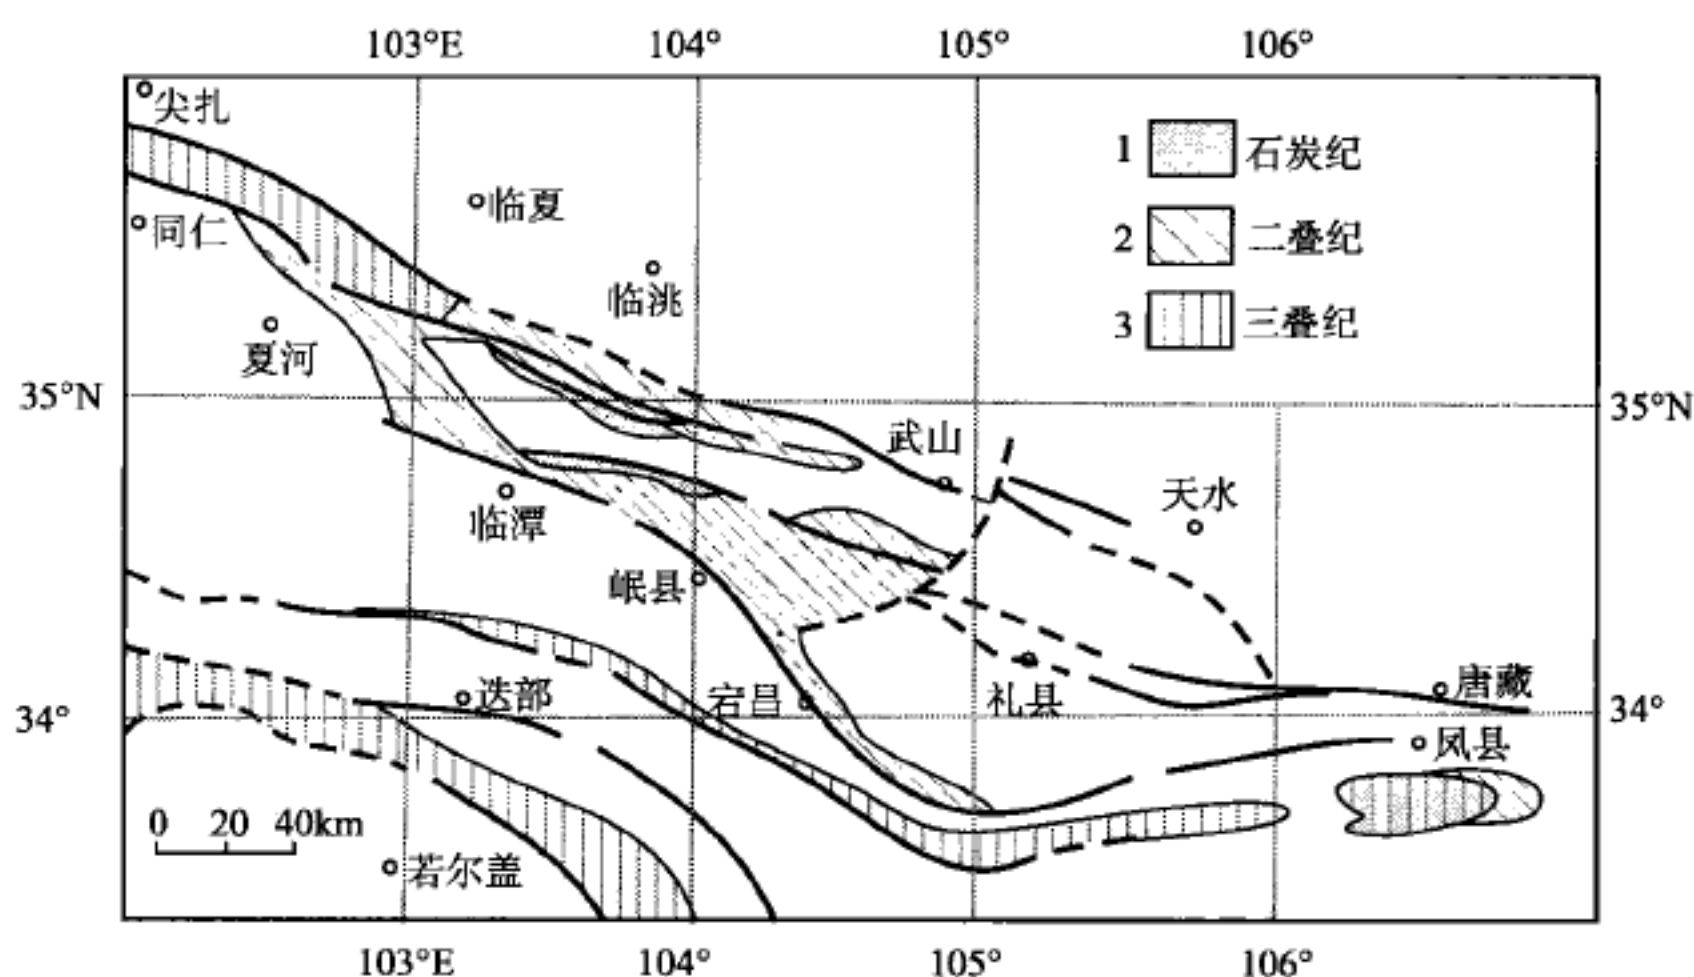 103°E 104° 105° 106°
尖扎
1 石炭纪
同仁
临夏
2 二叠纪
临洮
3 三叠纪
夏河
35°N 35°N
武山
天水
临潭
岷县
迭部
宕昌
礼县
唐藏
34° 34°
凤县
0 20 40km
若尔盖
103°E 104° 105° 106°